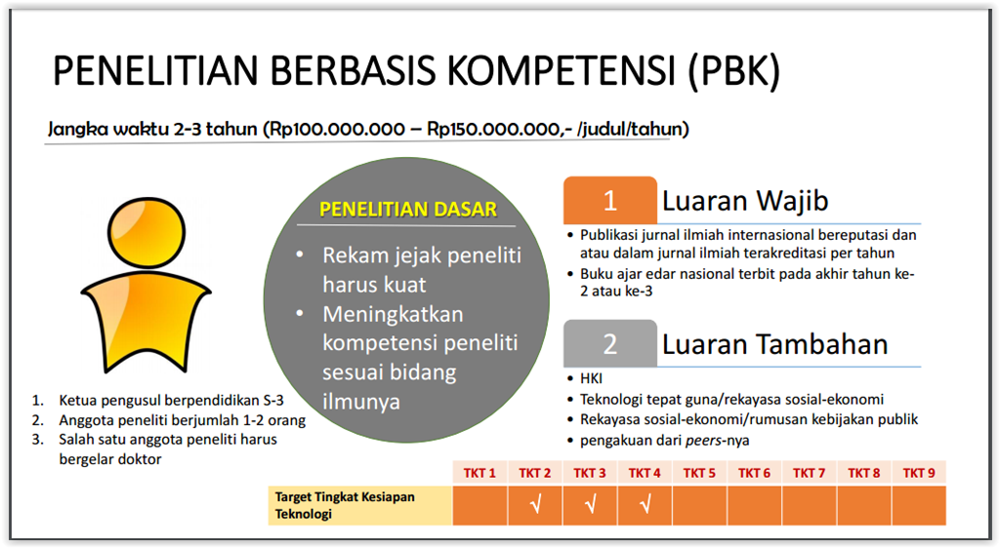 PENELITIAN BERBASIS KOMPETENSI (PBK)
Jangka waktu 2-3 tahun (Rp100.000.000 – Rp150.000.000,- /judul/tahun)
1. Ketua pengusul berpendidikan S-3
2. Anggota peneliti berjumlah 1-2 orang
3. Salah satu anggota peneliti harus
bergelar doktor
PENELITIAN DASAR
• Rekam jejak peneliti
harus kuat
• Meningkatkan
kompetensi peneliti
sesuai bidang
ilmunya
1 Luaran Wajib
• Publikasi jurnal ilmiah internasional bereputasi dan
atau dalam jurnal ilmiah terakreditasi per tahun
• Buku ajar edar nasional terbit pada akhir tahun ke-
2 atau ke-3
2 Luaran Tambahan
• HKI
• Teknologi tepat guna/rekayasa sosial-ekonomi
• Rekayasa sosial-ekonomi/rumusan kebijakan publik
• pengakuan dari peers-nya
TKT 1 TKT 2 TKT 3 TKT 4 TKT 5 TKT 6 TKT 7 TKT 8 TKT 9
Target Tingkat Kesiapan
Teknologi √ √ √